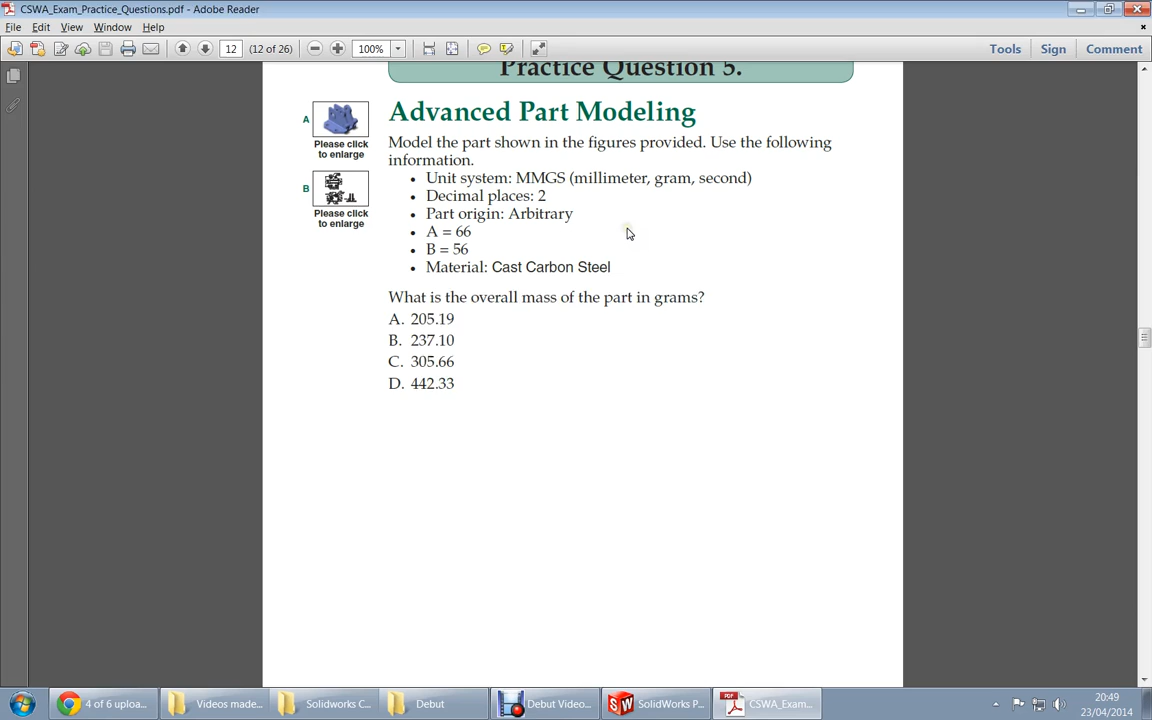 CSWA_Exam_Practice_Questions.pdf - Adobe Reader
File Edit View Window Help
12 (12 of 26) 100% Tools Sign Comment
Practice Question 5.
Advanced Part Modeling
A
Please click
to enlarge
B
Please click
to enlarge
Model the part shown in the figures provided. Use the following
information.
• Unit system: MMGS (millimeter, gram, second)
• Decimal places: 2
• Part origin: Arbitrary
• A = 66
• B = 56
• Material: Cast Carbon Steel
What is the overall mass of the part in grams?
A. 205.19
B. 237.10
C. 305.66
D. 442.33
4 of 6 uploa... Videos made... Solidworks C... Debut Debut Video... SolidWorks P... CSWA_Exam...
20:49
23/04/2014